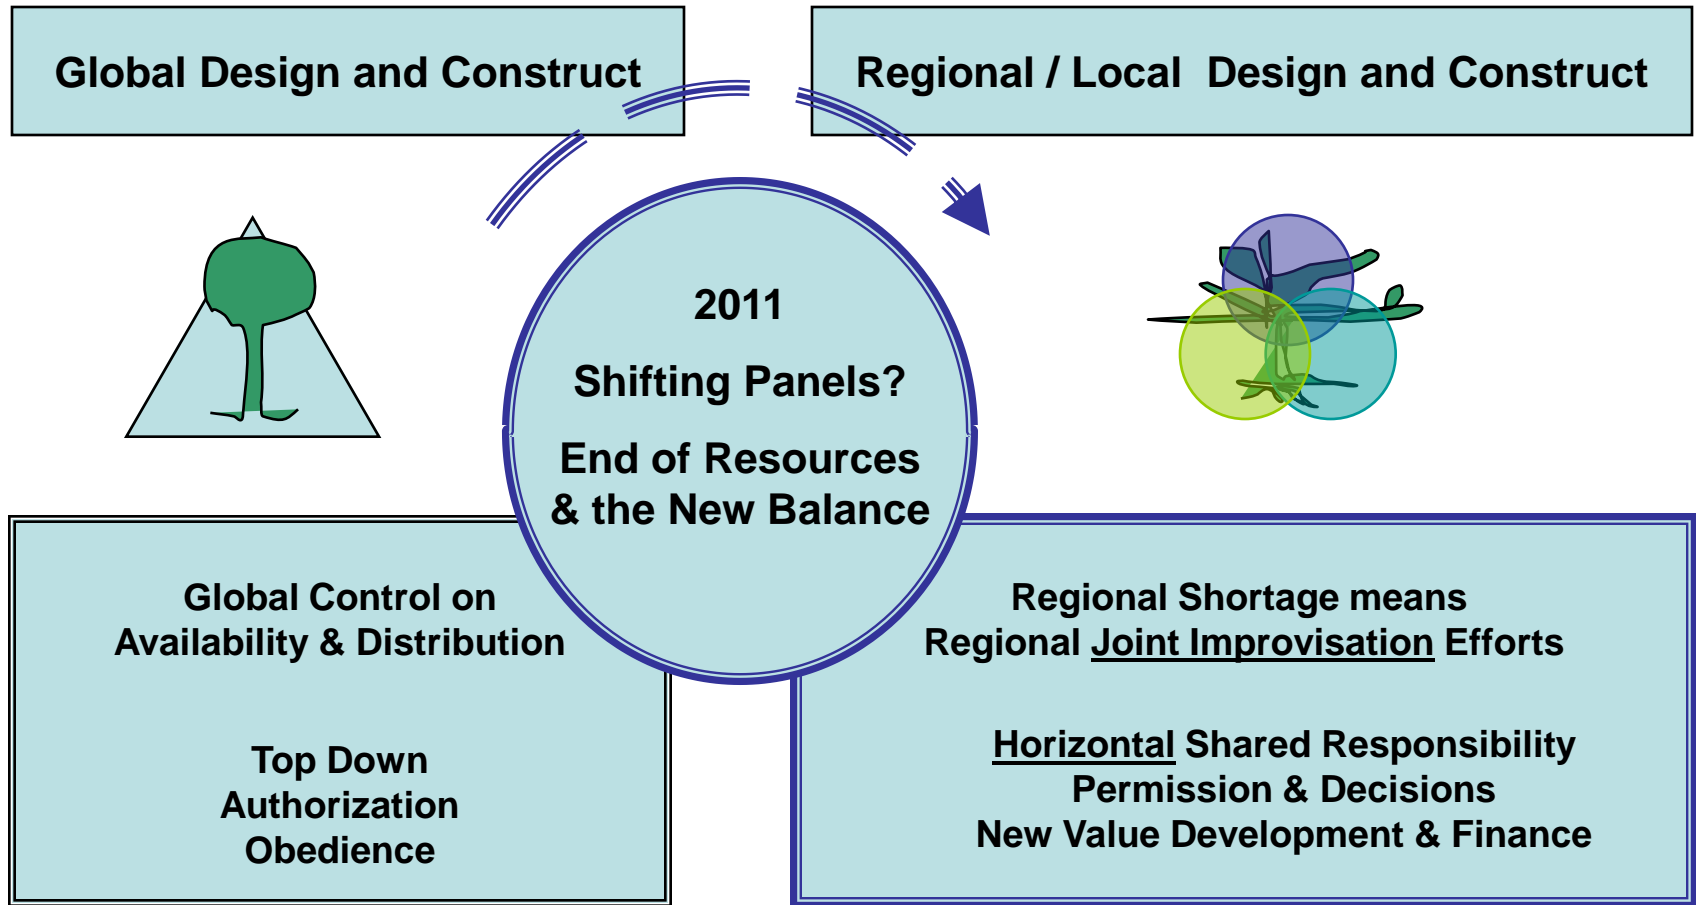 Global Design and Construct
Regional / Local Design and Construct
2011
Shifting Panels?
End of Resources
& the New Balance
Global Control on
Availability & Distribution
Top Down
Authorization
Obedience
Regional Shortage means
Regional Joint Improvisation Efforts
Horizontal Shared Responsibility
Permission & Decisions
New Value Development & Finance